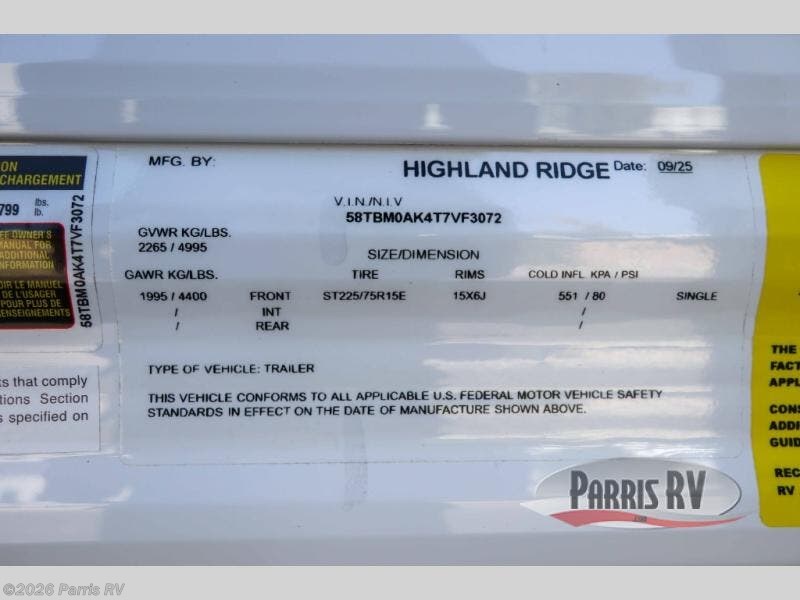 ON
CHARGEMENT
799 lbs.
lb.
EE OWNER'S
MANUAL FOR
ADDITIONAL
INFORMATION
OIR LE MANUEL
DE L'USAGER
POUR PLUS DE
RENSEIGNEMENTS
58TBM0AK4T7VF3072
ts that comply
tions Section
s specified on
MFG. BY:
HIGHLAND RIDGE Date: 09/25
V.I.N./N.I.V
58TBM0AK4T7VF3072
GVWR KG/LBS.
2265 / 4995
SIZE/DIMENSION
GAWR KG/LBS. TIRE RIMS COLD INFL. KPA / PSI
1995 / 4400 FRONT ST225/75R15E 15X6J 551 / 80 SINGLE
/ INT /
/ REAR /
TYPE OF VEHICLE: TRAILER
THIS VEHICLE CONFORMS TO ALL APPLICABLE U.S. FEDERAL MOTOR VEHICLE SAFETY
STANDARDS IN EFFECT ON THE DATE OF MANUFACTURE SHOWN ABOVE.
THE
FACT
APPL
CONS
ADDI
GUID
REC
RV
PARRIS RV
©2026 Parris RV